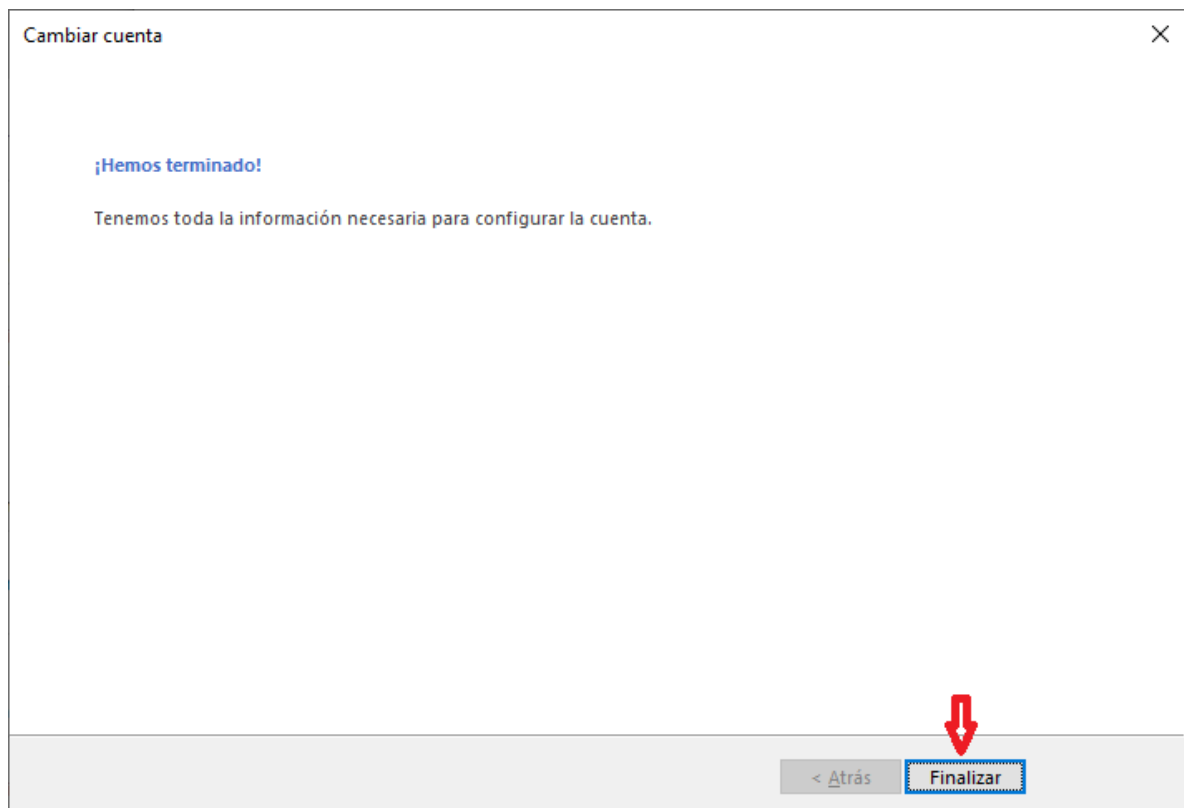 Cambiar cuenta
¡Hemos terminado!
Tenemos toda la información necesaria para configurar la cuenta.
< Atrás
Finalizar